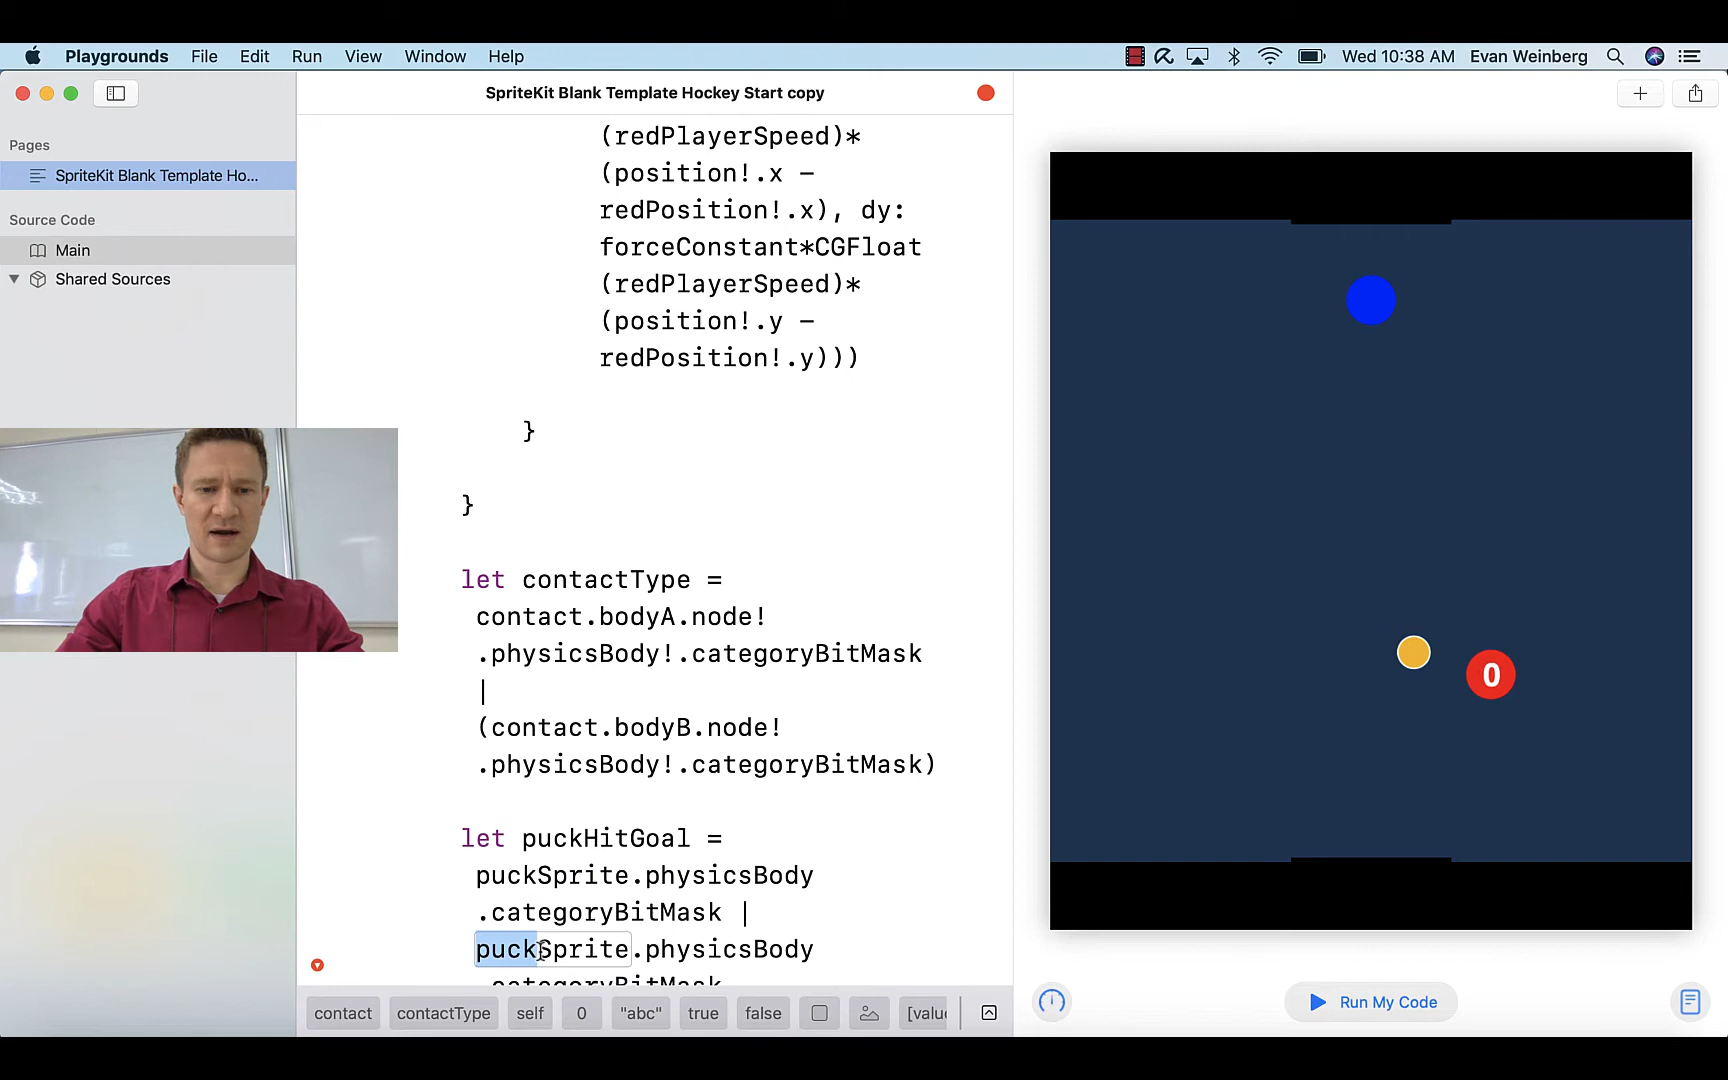 Playgrounds File Edit Run View Window Help Wed 10:38 AM Evan Weinberg
SpriteKit Blank Template Hockey Start copy
Pages
SpriteKit Blank Template Ho...
Source Code
Main
Shared Sources
(redPlayerSpeed)*
(position!.x -
redPosition!.x), dy:
forceConstant*CGFloat
(redPlayerSpeed)*
(position!.y -
redPosition!.y)))
}
}
let contactType =
contact.bodyA.node!
.physicsBody!.categoryBitMask
|
(contact.bodyB.node!
.physicsBody!.categoryBitMask)
let puckHitGoal =
puckSprite.physicsBody
.categoryBitMask |
puckSprite.physicsBody
.categoryBitMask
contact contactType self 0 "abc" true false [valu
0
Run My Code